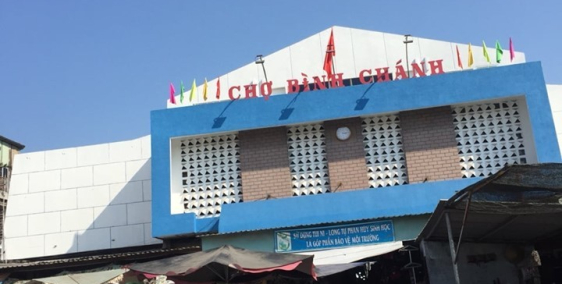 CHỢ BÌNH CHÁNH
SỬ DỤNG TÚI NI - LONG TỰ PHÂN HỦY SINH HỌC
LÀ GÓP PHẦN BẢO VỆ MÔI TRƯỜNG